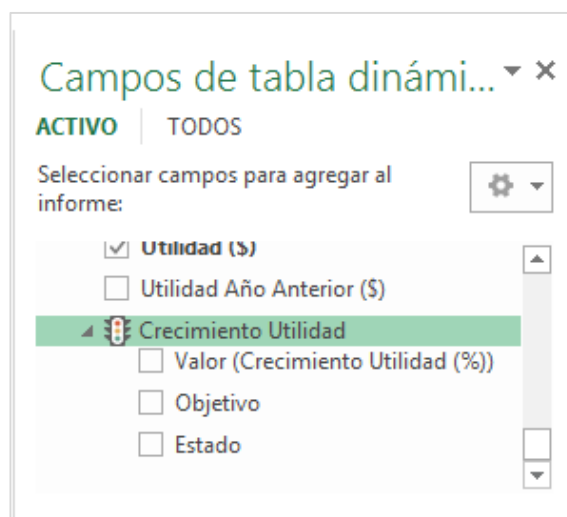 Campos de tabla dinámi...
ACTIVO TODOS
Seleccionar campos para agregar al
informe:
Utilidad ($)
Utilidad Año Anterior ($)
Crecimiento Utilidad
Valor (Crecimiento Utilidad (%))
Objetivo
Estado